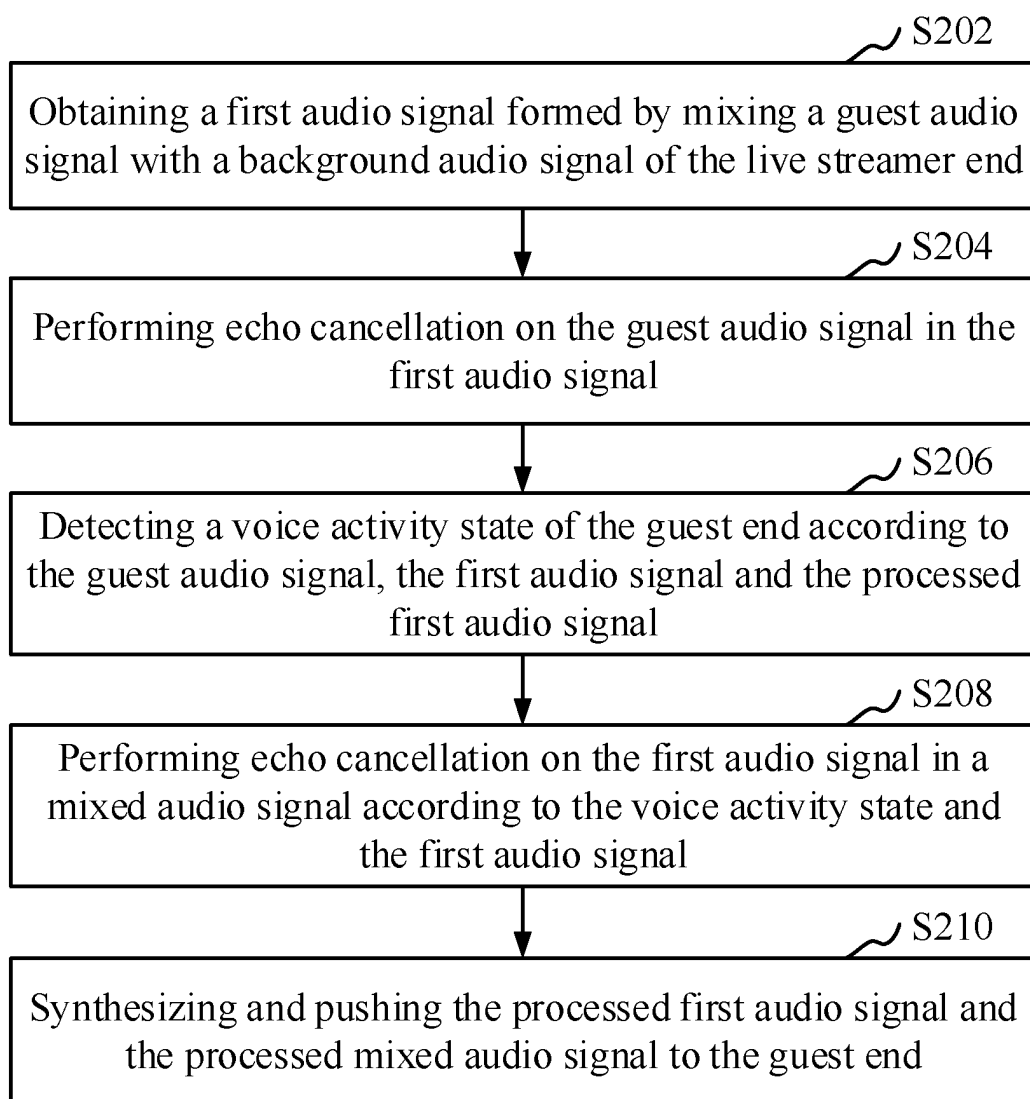 S202
Obtaining a first audio signal formed by mixing a guest audio
signal with a background audio signal of the live streamer end
S204
Performing echo cancellation on the guest audio signal in the
first audio signal
S206
Detecting a voice activity state of the guest end according to
the guest audio signal, the first audio signal and the processed
first audio signal
S208
Performing echo cancellation on the first audio signal in a
mixed audio signal according to the voice activity state and
the first audio signal
S210
Synthesizing and pushing the processed first audio signal and
the processed mixed audio signal to the guest end